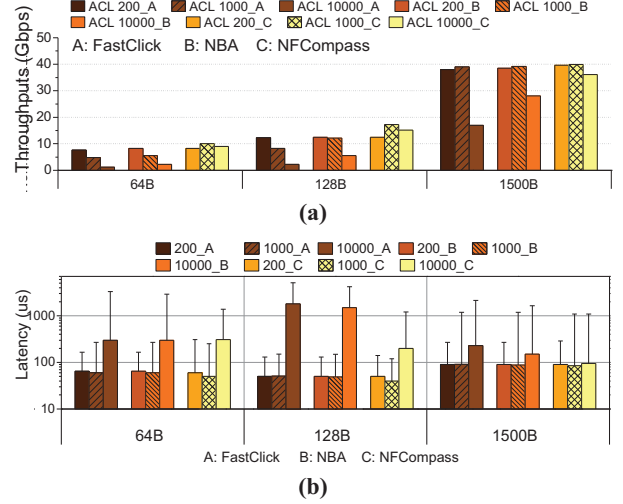 ACL 200_A ACL 1000_A ACL 10000_A ACL 200_B ACL 1000_B
ACL 10000_B ACL 200_C ACL 1000_C ACL 10000_C
A: FastClick B: NBA C: NFCompass
Throughputs (Gbps)
50
40
30
20
10
0
64B 128B 1500B
(a)
200_A 1000_A 10000_A 200_B 1000_B
10000_B 200_C 1000_C 10000_C
Latency (us)
1000
100
10
64B 128B 1500B
A: FastClick B: NBA C: NFCompass
(b)